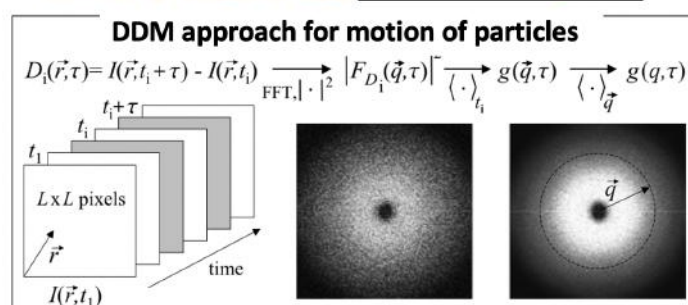 DDM approach for motion of particles
D_i(r⃗,τ)= I(r⃗,t_i+τ) - I(r⃗,t_i) → FFT,|·|² |F_{D_i}(q⃗,τ)| → ⟨·⟩_{t_i} g(q⃗,τ) → ⟨·⟩_{q⃗} g(q,τ)
t_i+τ
t_i
t_1
L x L pixels
r⃗
q⃗
time
I(r⃗,t_1)